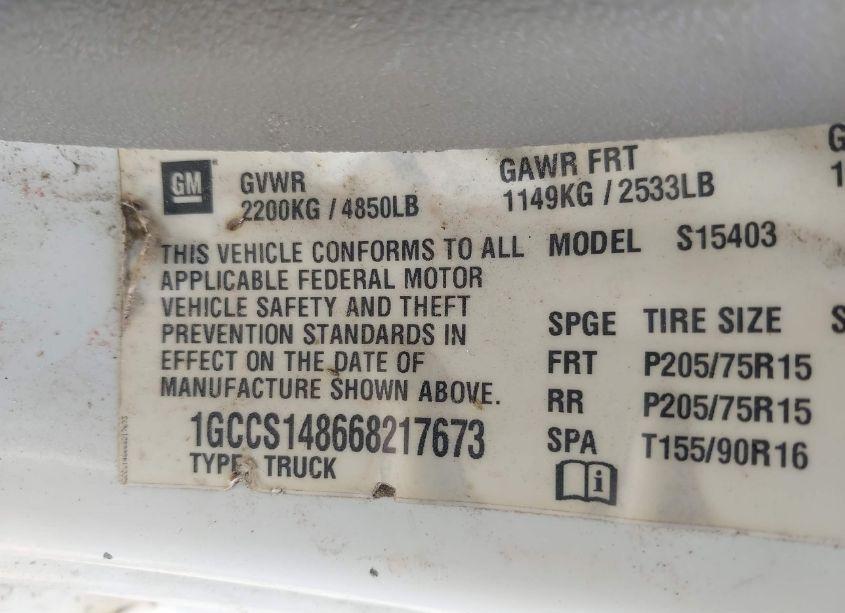 GM
GVWR
2200KG / 4850LB
GAWR FRT
1149KG / 2533LB
THIS VEHICLE CONFORMS TO ALL
APPLICABLE FEDERAL MOTOR
VEHICLE SAFETY AND THEFT
PREVENTION STANDARDS IN
EFFECT ON THE DATE OF
MANUFACTURE SHOWN ABOVE.
1GCCS148668217673
TYPE: TRUCK
MODEL S15403
SPGE TIRE SIZE S
FRT P205/75R15
RR P205/75R15
SPA T155/90R16
i